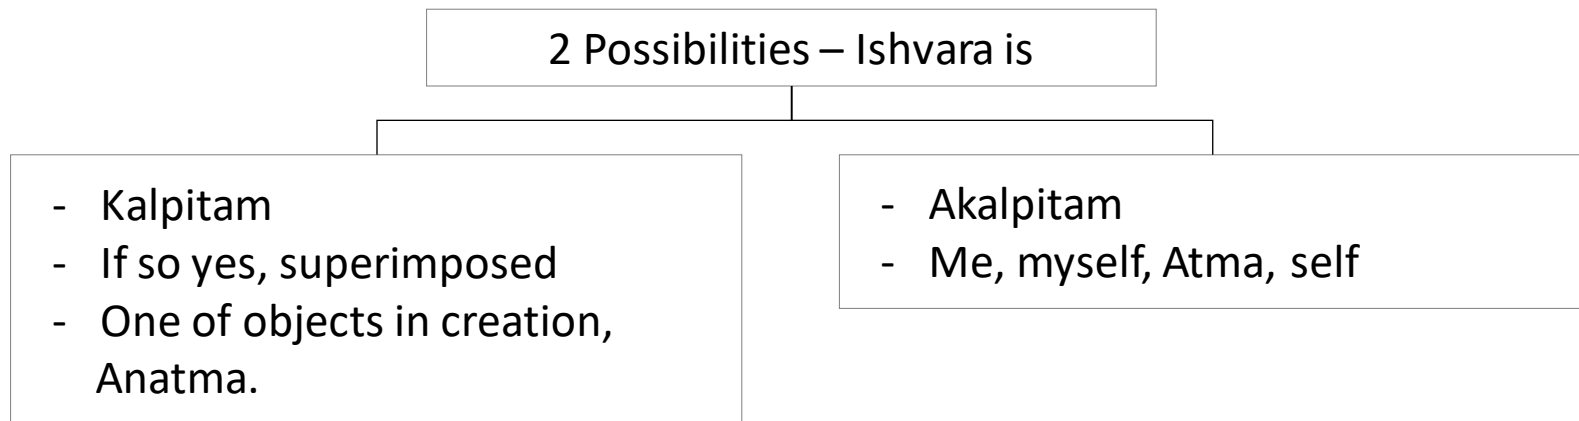 2 Possibilities – Ishvara is
- Kalpitam
- If so yes, superimposed
- One of objects in creation,
Anatma.
- Akalpitam
- Me, myself, Atma, self